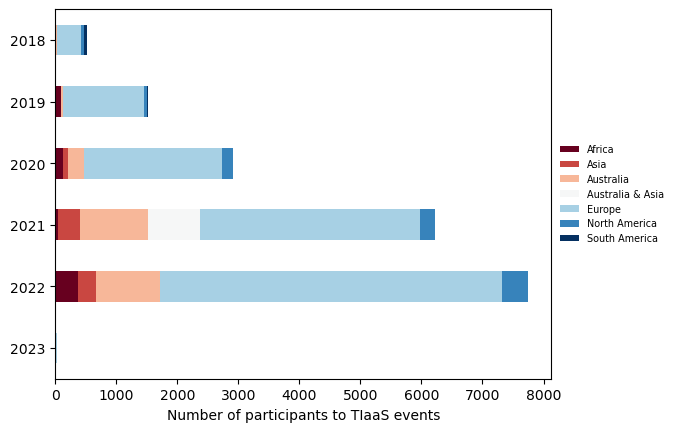 2018
2019
2020
2021
2022
2023
0 1000 2000 3000 4000 5000 6000 7000 8000
Number of participants to TIaaS events
Africa
Asia
Australia
Australia & Asia
Europe
North America
South America